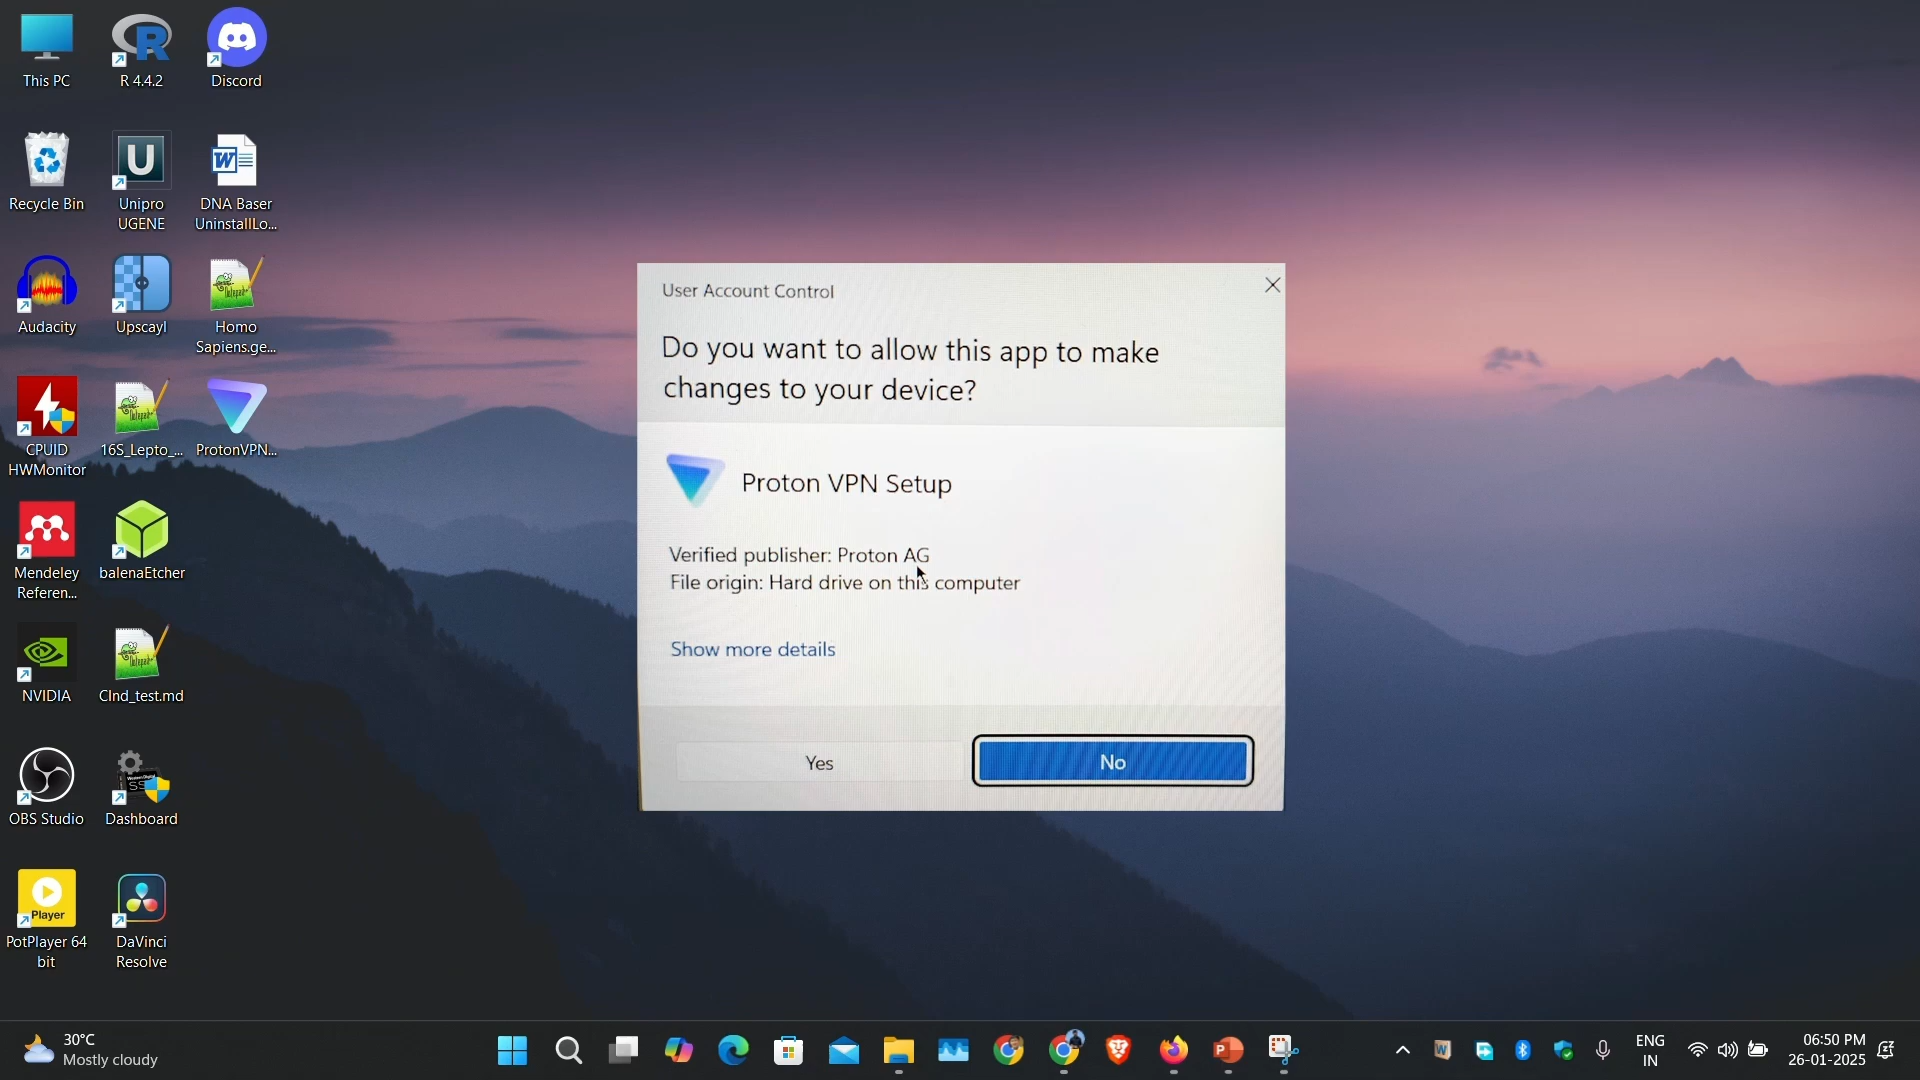 This PC
R 4.4.2
Discord
Recycle Bin
Unipro
UGENE
DNA Baser
UninstallLo...
Audacity
Upscayl
Homo
Sapiens.ge...
CPUID
HWMonitor
16S_Lepto_...
ProtonVPN...
Mendeley
Referen...
balenaEtcher
NVIDIA
Clnd_test.md
OBS Studio
Dashboard
Player
PotPlayer 64
bit
DaVinci
Resolve
User Account Control
Do you want to allow this app to make
changes to your device?
Proton VPN Setup
Verified publisher: Proton AG
File origin: Hard drive on this computer
Show more details
Yes
No
30°C
Mostly cloudy
ENG
IN
06:50 PM
26-01-2025